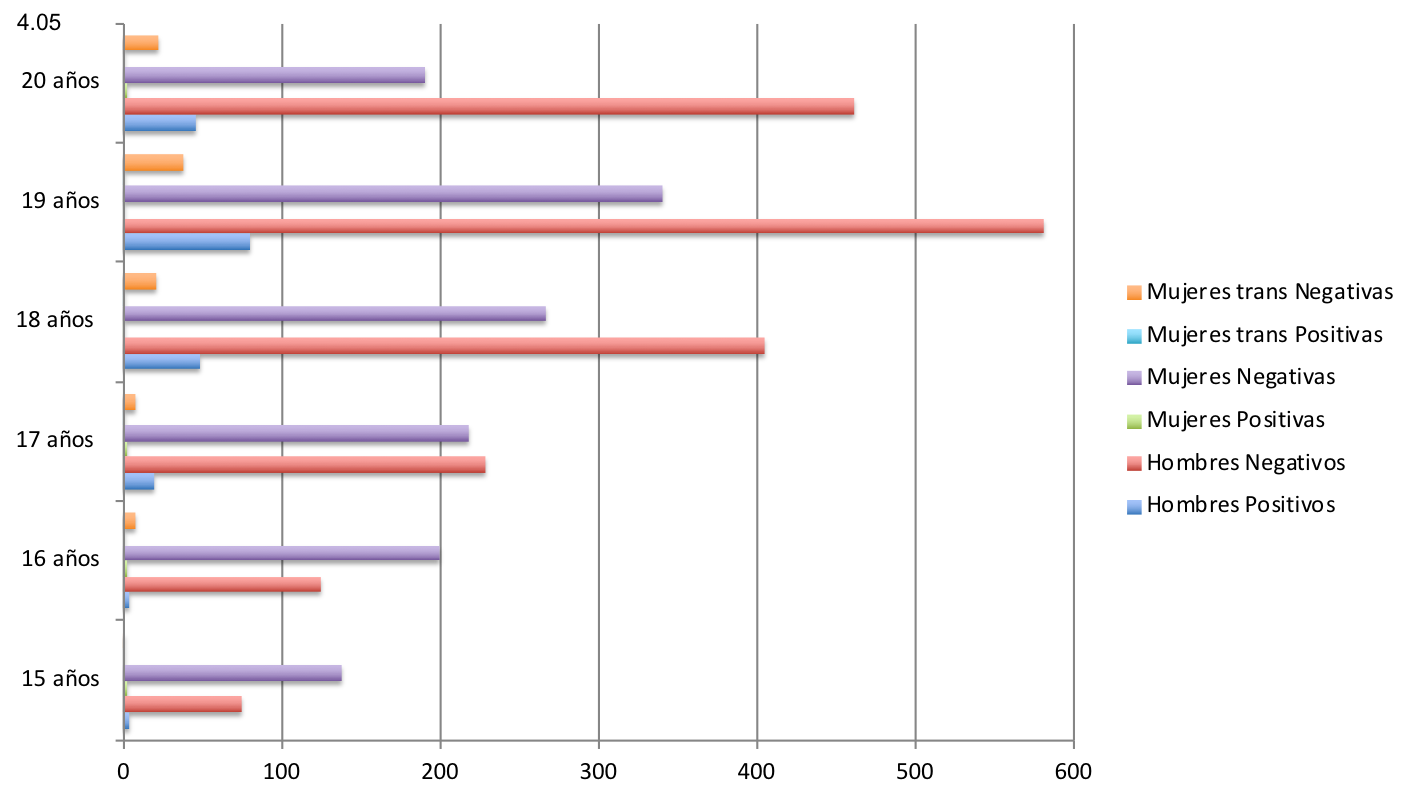 4.05
20 años
19 años
18 años
17 años
16 años
15 años
0 100 200 300 400 500 600
Mujeres trans Negativas
Mujeres trans Positivas
Mujeres Negativas
Mujeres Positivas
Hombres Negativos
Hombres Positivos